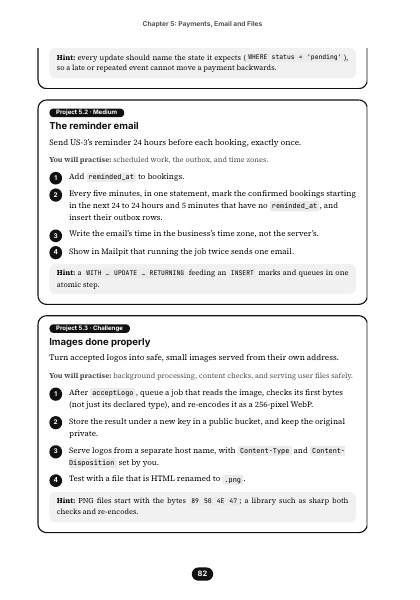 Chapter 5: Payments, Email and Files
Hint: every update should name the state it expects (WHERE status = 'pending'),
so a late or repeated event cannot move a payment backwards.
Project 5.2 · Medium
The reminder email
Send US-3's reminder 24 hours before each booking, exactly once.
You will practise: scheduled work, the outbox, and time zones.
1 Add reminded_at to bookings.
2 Every five minutes, in one statement, mark the confirmed bookings starting
in the next 24 to 24 hours and 5 minutes that have no reminded_at, and
insert their outbox rows.
3 Write the email's time in the business's time zone, not the server's.
4 Show in Mailpit that running the job twice sends one email.
Hint: a WITH … UPDATE … RETURNING feeding an INSERT marks and queues in one
atomic step.
Project 5.3 · Challenge
Images done properly
Turn accepted logos into safe, small images served from their own address.
You will practise: background processing, content checks, and serving user files safely.
1 After acceptLogo, queue a job that reads the image, checks its first bytes
(not just its declared type), and re-encodes it as a 256-pixel WebP.
2 Store the result under a new key in a public bucket, and keep the original
private.
3 Serve logos from a separate host name, with Content-Type and Content-
Disposition set by you.
4 Test with a file that is HTML renamed to .png.
Hint: PNG files start with the bytes 89 50 4E 47; a library such as sharp both
checks and re-encodes.
82